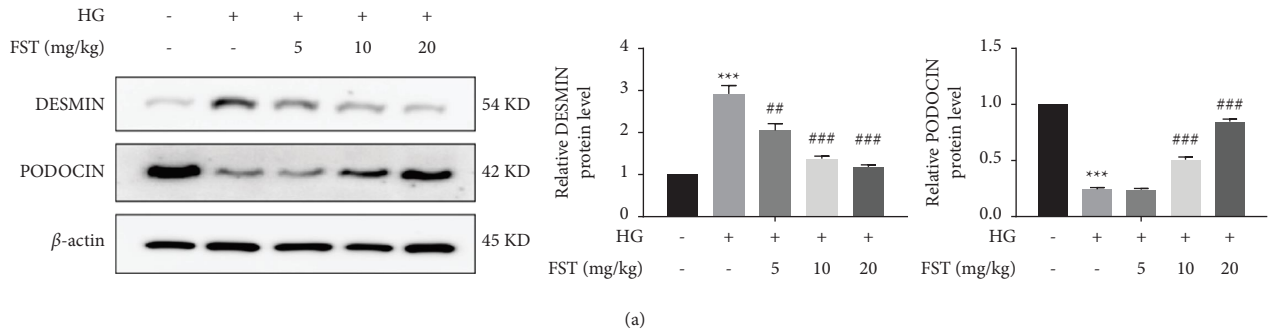 HG - + + + +
FST (mg/kg) - - 5 10 20
DESMIN 54 KD
PODOCIN 42 KD
β-actin 45 KD
Relative DESMIN
protein level
4
3
2
1
0
***
##
###
###
HG - + + + +
FST (mg/kg) - - 5 10 20
Relative PODOCIN
protein level
1.5
1.0
0.5
0.0
***
###
###
HG - + + + +
FST (mg/kg) - - 5 10 20
(a)